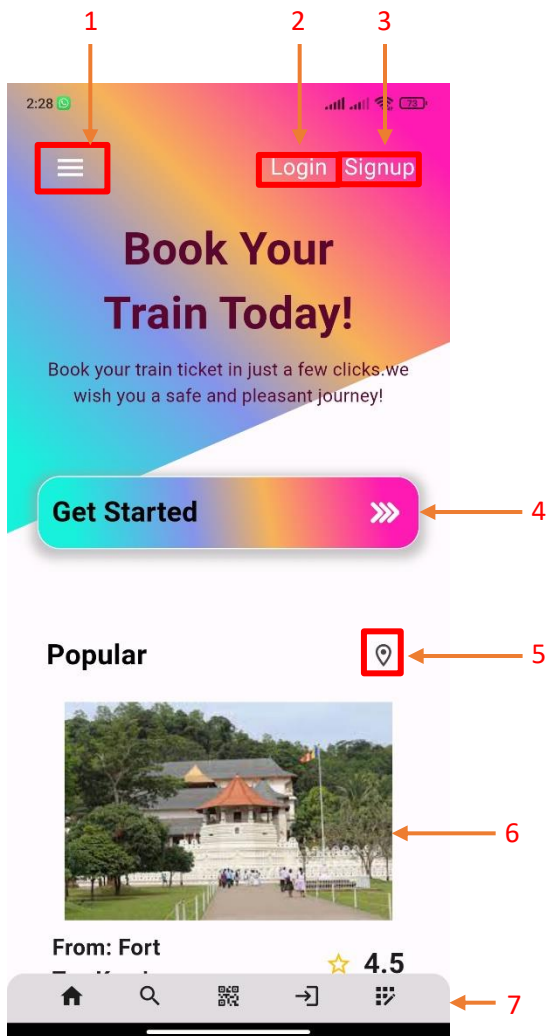 1 2 3
2:28 73
Login Signup
Book Your
Train Today!
Book your train ticket in just a few clicks.we
wish you a safe and pleasant journey!
Get Started
4
Popular
5
6
From: Fort
4.5
7